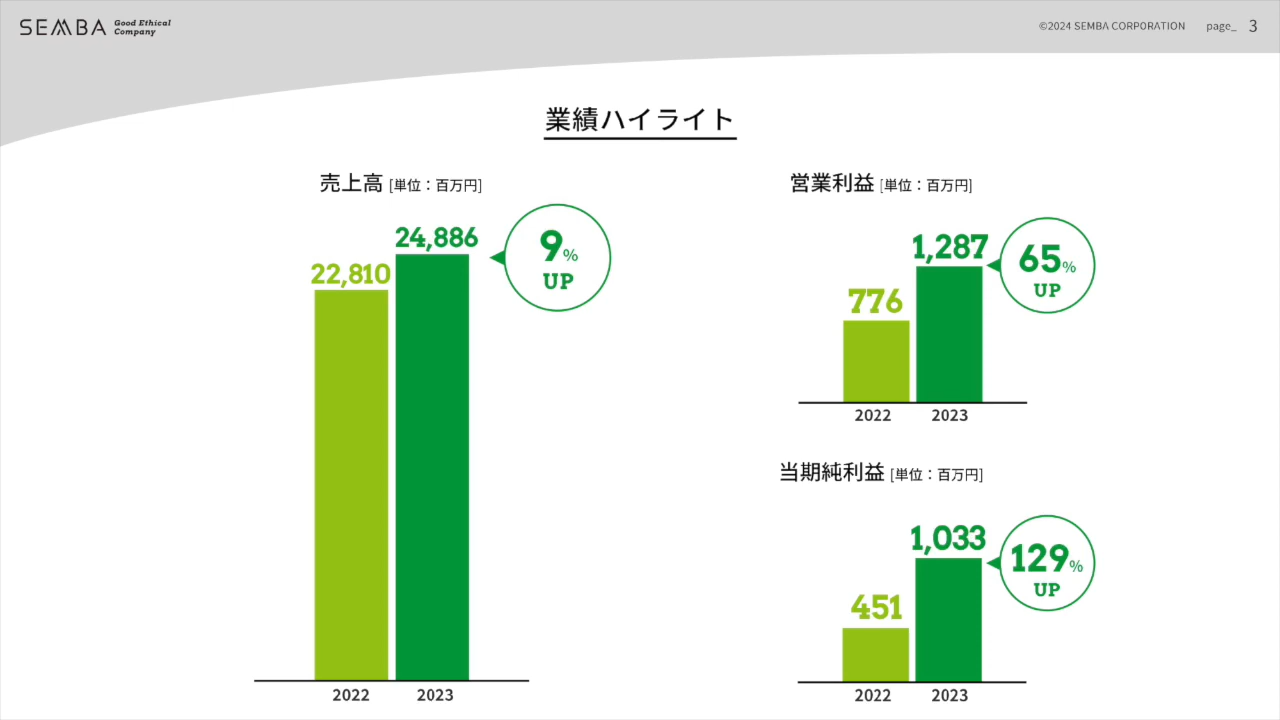 SEMBA Good Ethical Company
©2024 SEMBA CORPORATION page_ 3
業績ハイライト
売上高 [単位：百万円]
22,810
24,886
9% UP
2022 2023
営業利益 [単位：百万円]
776
1,287
65% UP
2022 2023
当期純利益 [単位：百万円]
451
1,033
129% UP
2022 2023